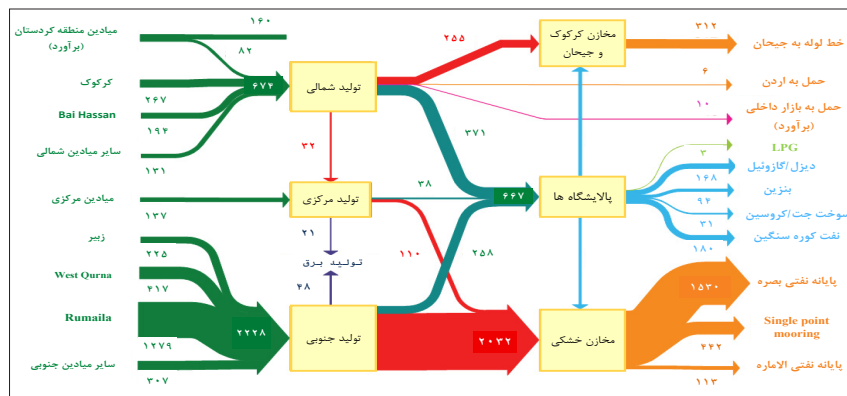 میادین منطقه کردستان
(برآورد)
۱۶۰
۸۲
کرکوک
۲۶۷
Bai Hassan
۱۹۴
سایر میادین شمالی
۱۳۱
میادین مرکزی
۱۳۷
زبیر
۲۲۵
West Qurna
۴۱۷
Rumaila
۱۲۷۹
سایر میادین جنوبی
۳۰۷
۶۷۴
۲۲۲۸
تولید شمالی
۳۲
تولید مرکزی
۲۱
تولید برق
۴۸
تولید جنوبی
۲۵۵
۳۷۱
۳۸
۱۱۰
۲۵۸
۶۶۷
۲۰۳۲
مخازن کرکوک
و جیحان
پالایشگاه ها
مخازن خشکی
۳۱۲
خط لوله به جیحان
۶
حمل به اردن
۱۰
حمل به بازار داخلی
(برآورد)
LPG
۳
دیزل/گازوئیل
۱۶۸
بنزین
۹۴
سوخت جت/کروسین
۳۱
نفت کوره سنگین
۱۸۰
پایانه نفتی بصره
۱۵۳۰
Single point
mooring
۴۴۲
پایانه نفتی الاماره
۱۱۳